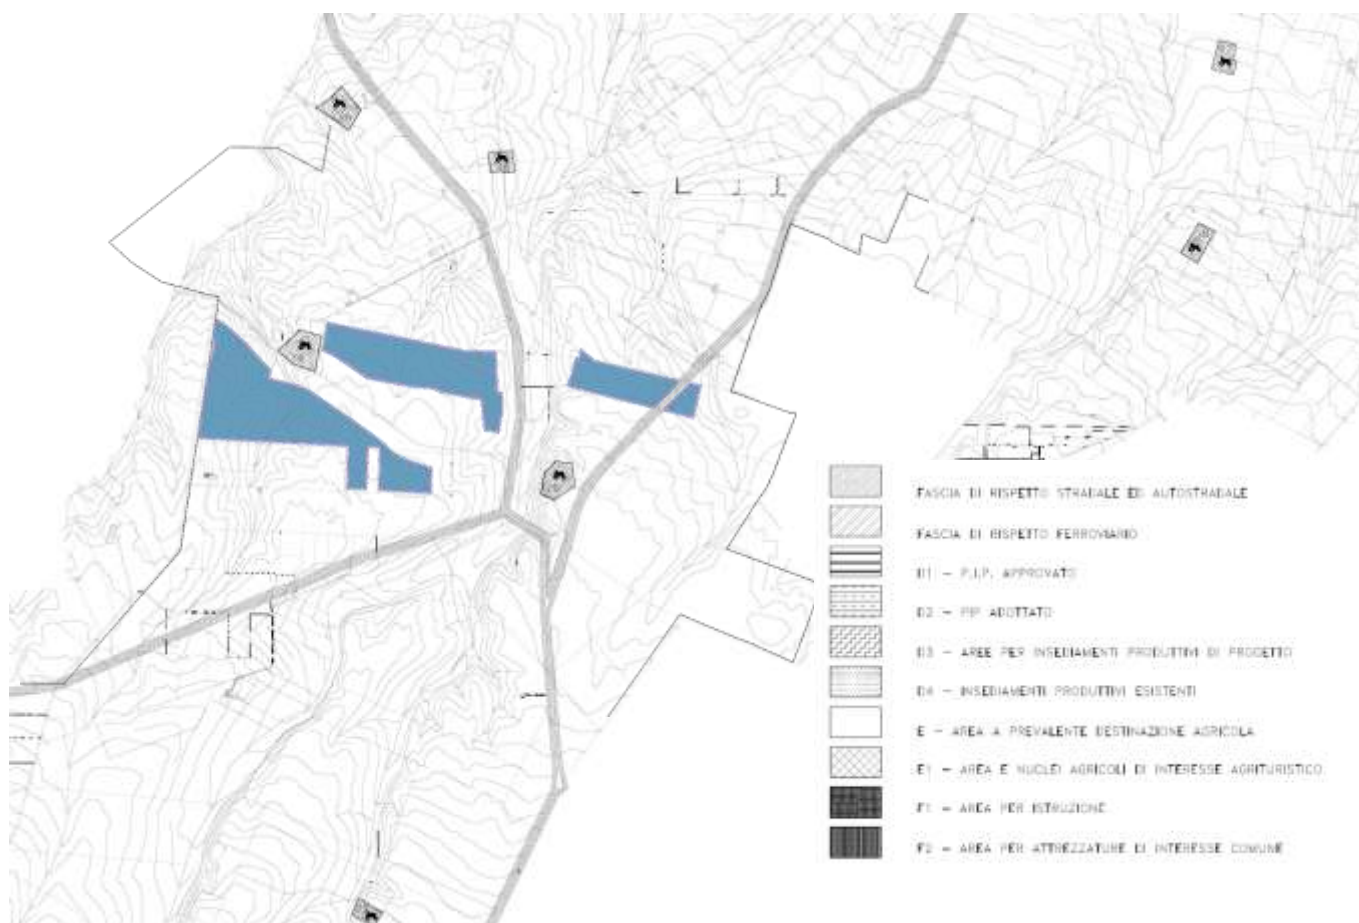 FASCIA DI RISPETTO STRADALE ED AUTOSTRADALE
FASCIA DI RISPETTO FERROVIARIO
D1 - P.I.P. APPROVATO
D2 - PIP ADOTTATO
D3 - AREE PER INSEDIAMENTI PRODUTTIVI DI PROGETTO
D4 - INSEDIAMENTI PRODUTTIVI ESISTENTI
E - AREA A PREVALENTE DESTINAZIONE AGRICOLA
E1 - AREA E NUCLEI AGRICOLI DI INTERESSE AGRITURISTICO
F1 - AREA PER ISTRUZIONE
F2 - AREA PER ATTREZZATURE DI INTERESSE COMUNE